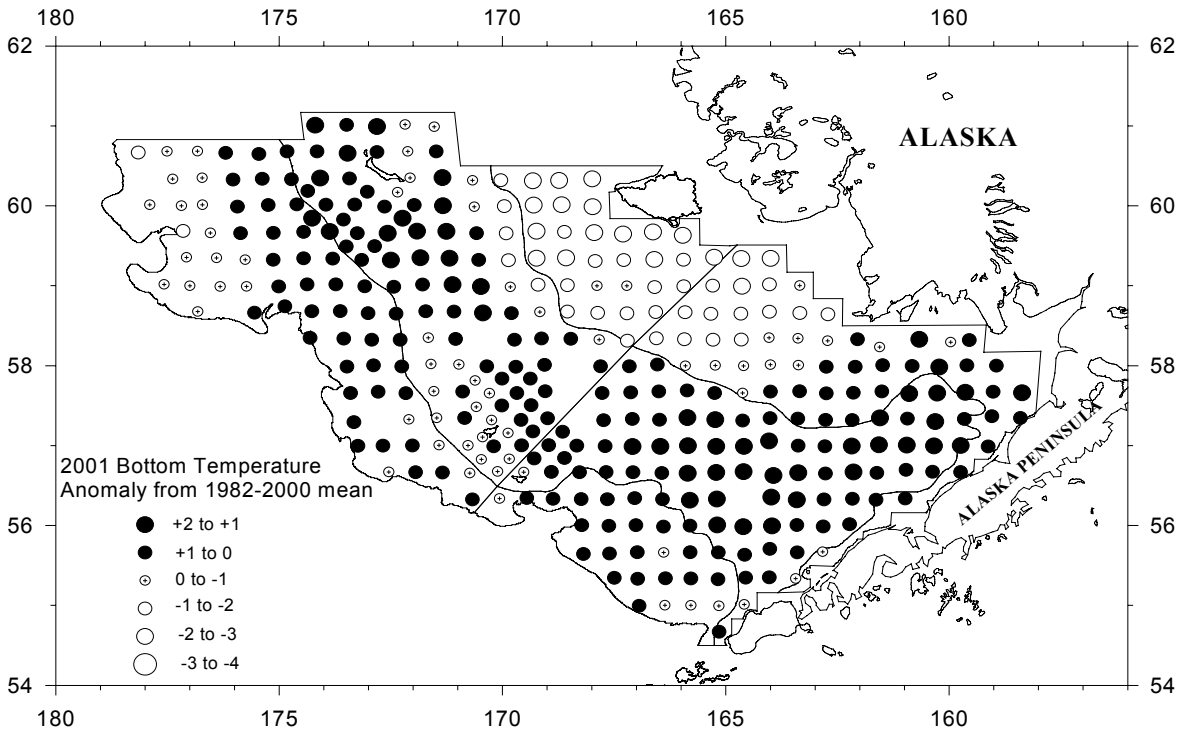 180 175 170 165 160
62 62
ALASKA
60 60
58 58
ALASKA PENINSULA
2001 Bottom Temperature
Anomaly from 1982-2000 mean
56 56
+2 to +1
+1 to 0
0 to -1
-1 to -2
-2 to -3
-3 to -4
54 54
180 175 170 165 160